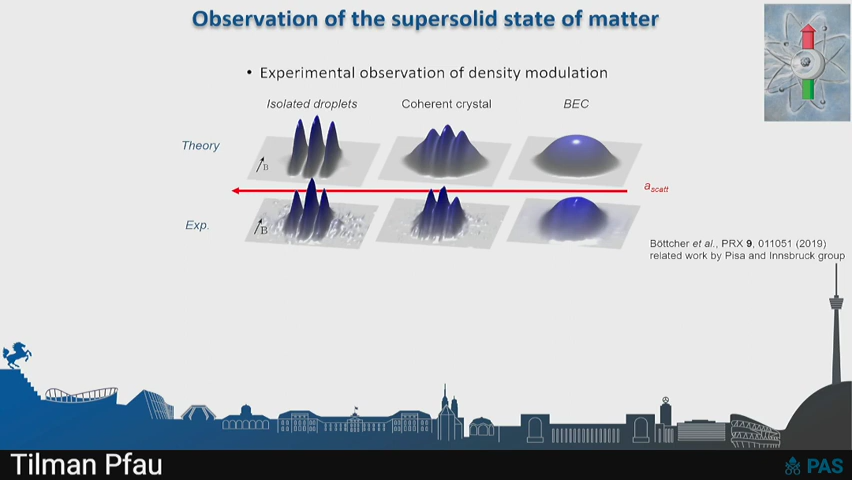 Observation of the supersolid state of matter
• Experimental observation of density modulation
Isolated droplets
Coherent crystal
BEC
Theory
B
a_scatt
Exp.
B
Böttcher et al., PRX 9, 011051 (2019)
related work by Pisa and Innsbruck group
Tilman Pfau
PAS